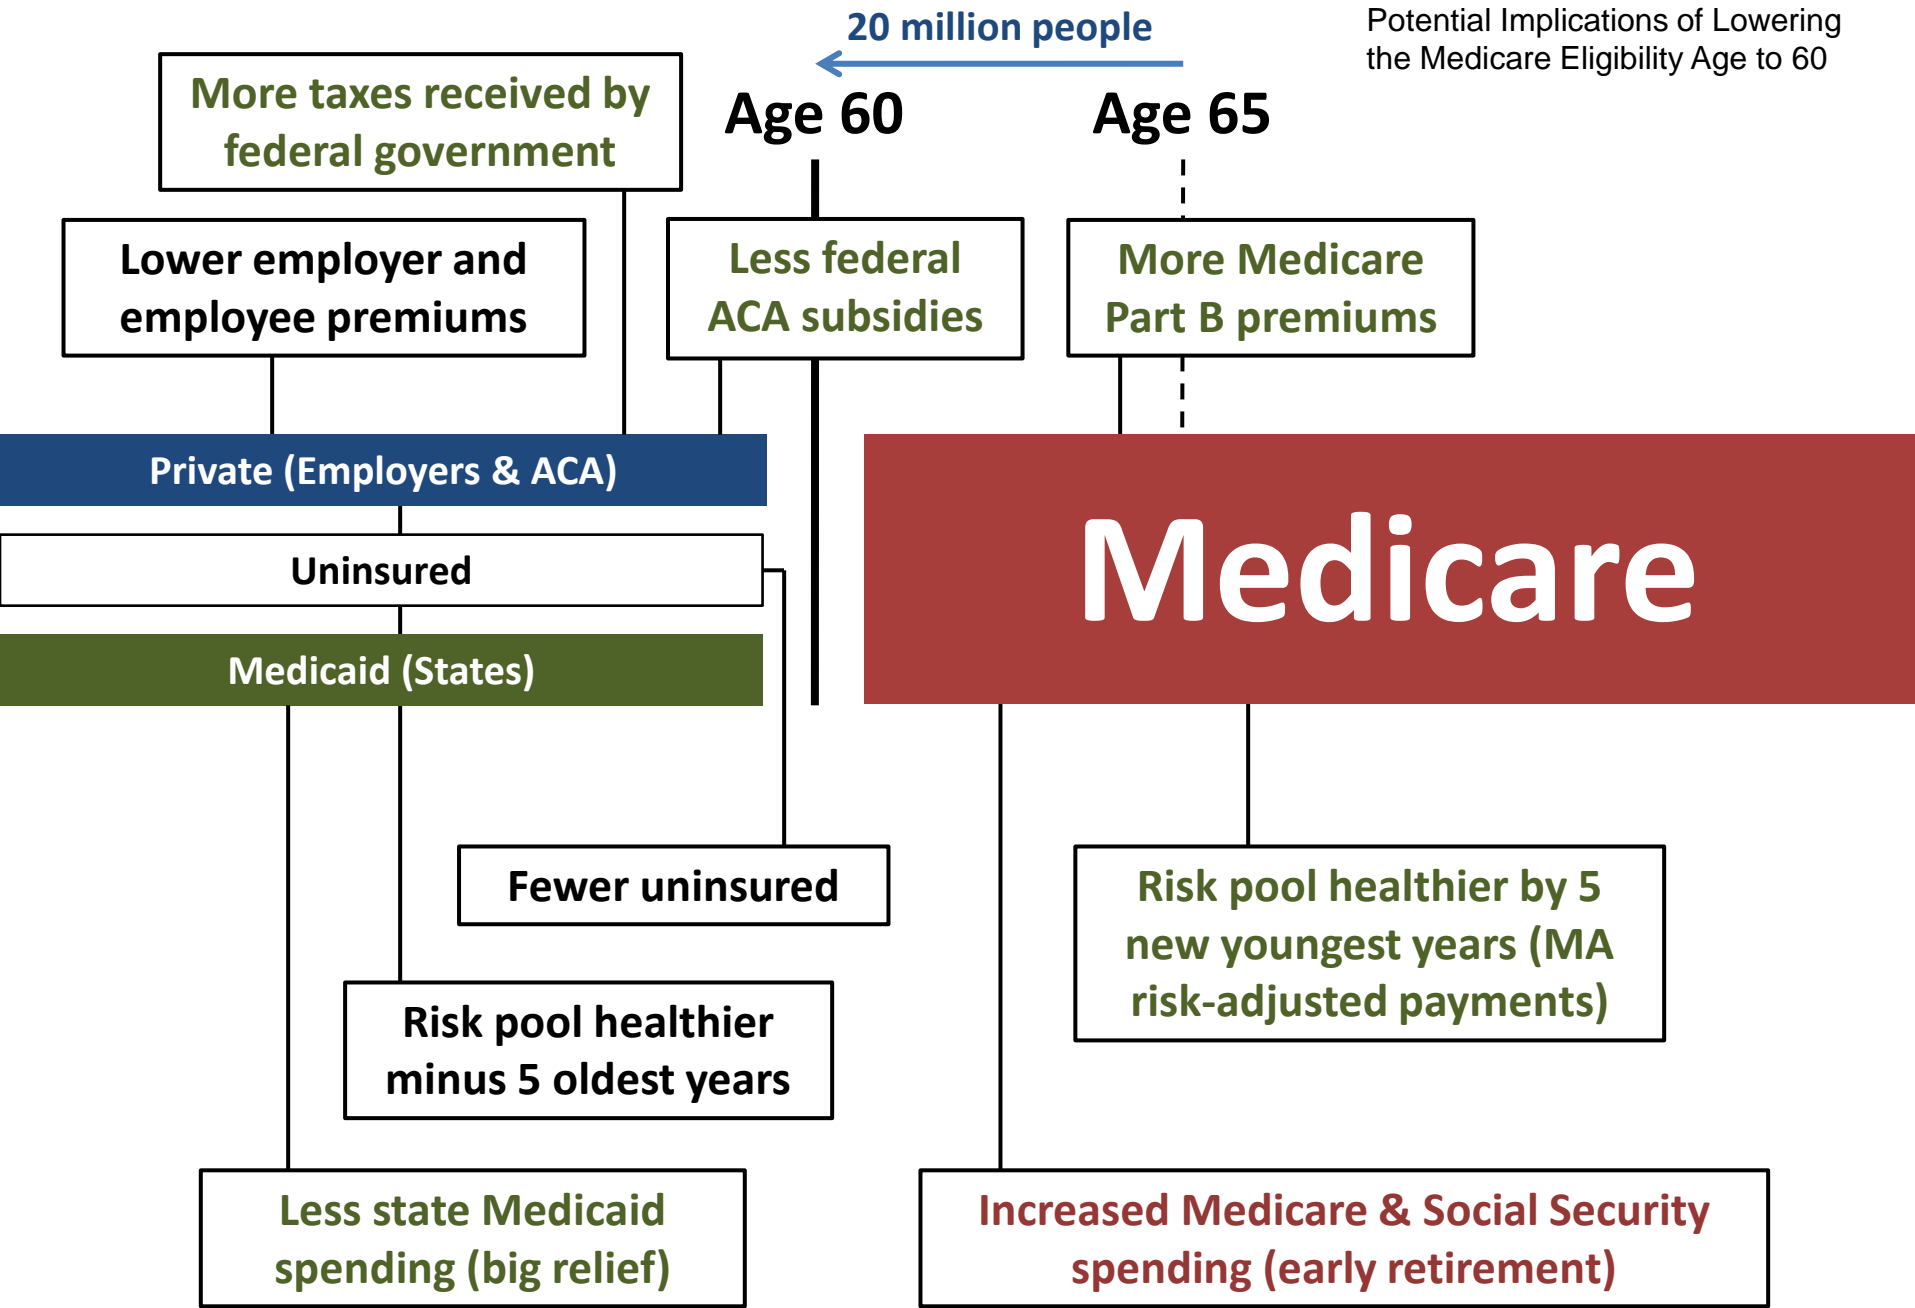 20 million people
Potential Implications of Lowering
the Medicare Eligibility Age to 60
Age 60
Age 65
More taxes received by
federal government
Lower employer and
employee premiums
Less federal
ACA subsidies
More Medicare
Part B premiums
Private (Employers & ACA)
Uninsured
Medicaid (States)
Medicare
Fewer uninsured
Risk pool healthier
minus 5 oldest years
Risk pool healthier by 5
new youngest years (MA
risk-adjusted payments)
Less state Medicaid
spending (big relief)
Increased Medicare & Social Security
spending (early retirement)